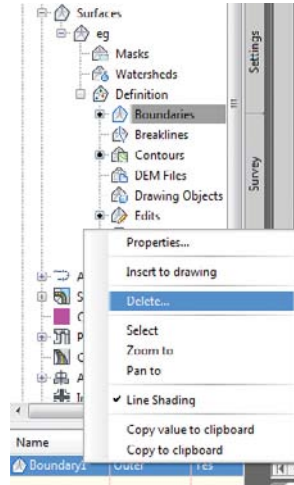 Surfaces
eg
Masks
Watersheds
Definition
Boundaries
Breaklines
Contours
DEM Files
Drawing Objects
Edits
Settings
Survey
Properties...
Insert to drawing
Delete...
Select
Zoom to
Pan to
Line Shading
Copy value to clipboard
Copy to clipboard
A
S
C
P
C
A
Name
Boundary1 Outer Yes